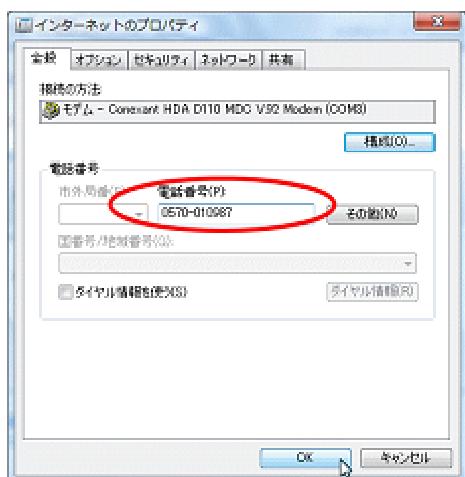 インターネットのプロパティ
全般 オプション セキュリティ ネットワーク 共有
接続の方法
モデム - Conexant HDA D110 MDC V.92 Modem (COM3)
構成(O)...
電話番号
市外局番(E): 電話番号(P):
0570-010987 その他(N)
国番号/地域番号(G):
ダイヤル情報を使う(S) ダイヤル情報(R)
OK キャンセル